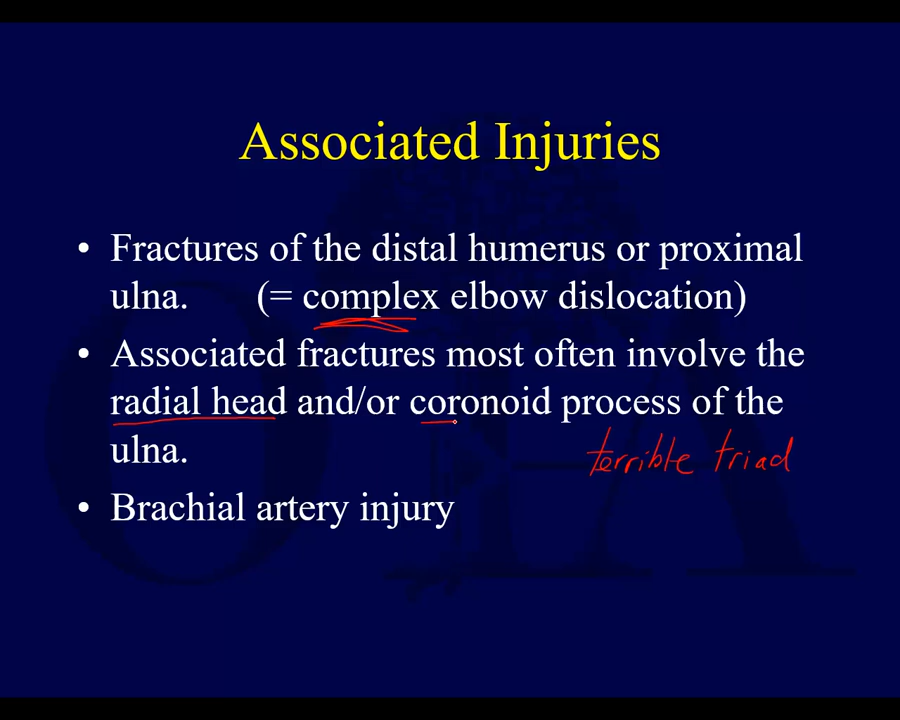 Associated Injuries
• Fractures of the distal humerus or proximal
ulna. (= complex elbow dislocation)
• Associated fractures most often involve the
radial head and/or coronoid process of the
ulna.
terrible triad
• Brachial artery injury
OTA